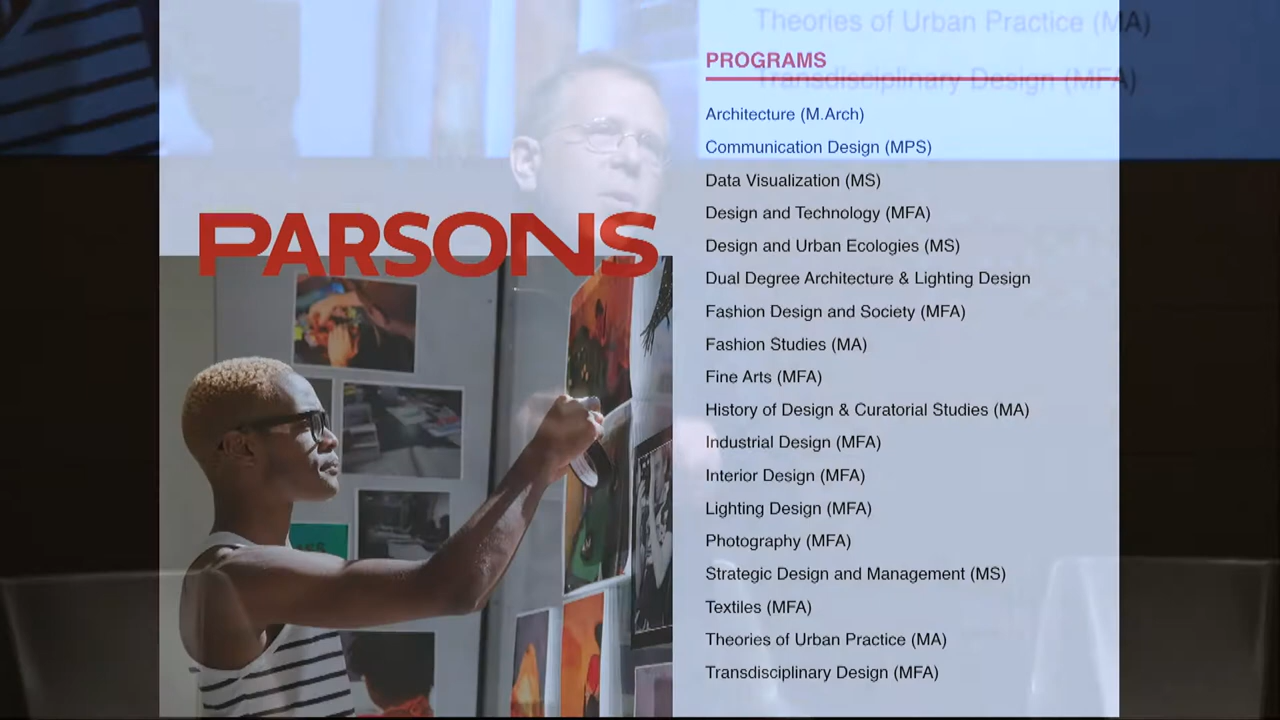 Theories of Urban Practice (MA)
PROGRAMS
Transdisciplinary Design (MFA)
Architecture (M.Arch)
Communication Design (MPS)
Data Visualization (MS)
PARSONS
Design and Technology (MFA)
Design and Urban Ecologies (MS)
Dual Degree Architecture & Lighting Design
Fashion Design and Society (MFA)
Fashion Studies (MA)
Fine Arts (MFA)
History of Design & Curatorial Studies (MA)
Industrial Design (MFA)
Interior Design (MFA)
Lighting Design (MFA)
Photography (MFA)
Strategic Design and Management (MS)
Textiles (MFA)
Theories of Urban Practice (MA)
Transdisciplinary Design (MFA)